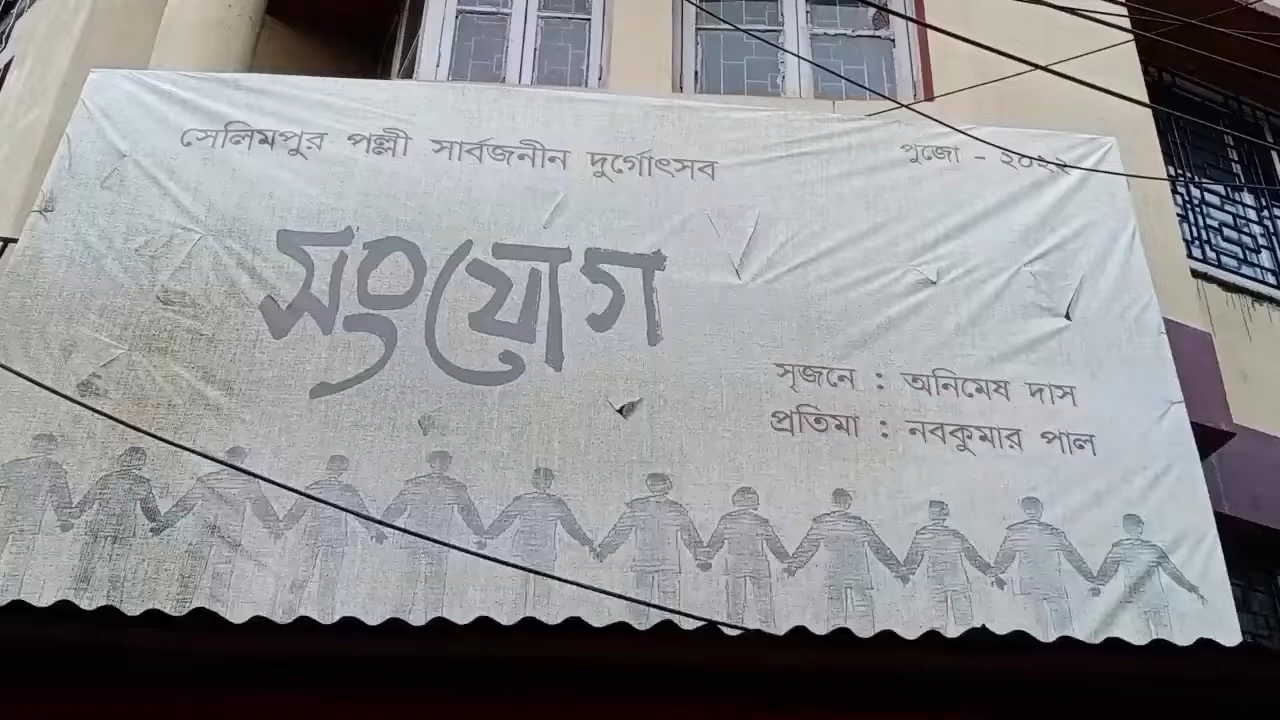 সেলিমপুর পল্লী সার্বজনীন দুর্গোৎসব
পুজো - ২০২২
সংযোগ
সৃজনে : অনিমেষ দাস
প্রতিমা : নবকুমার পাল